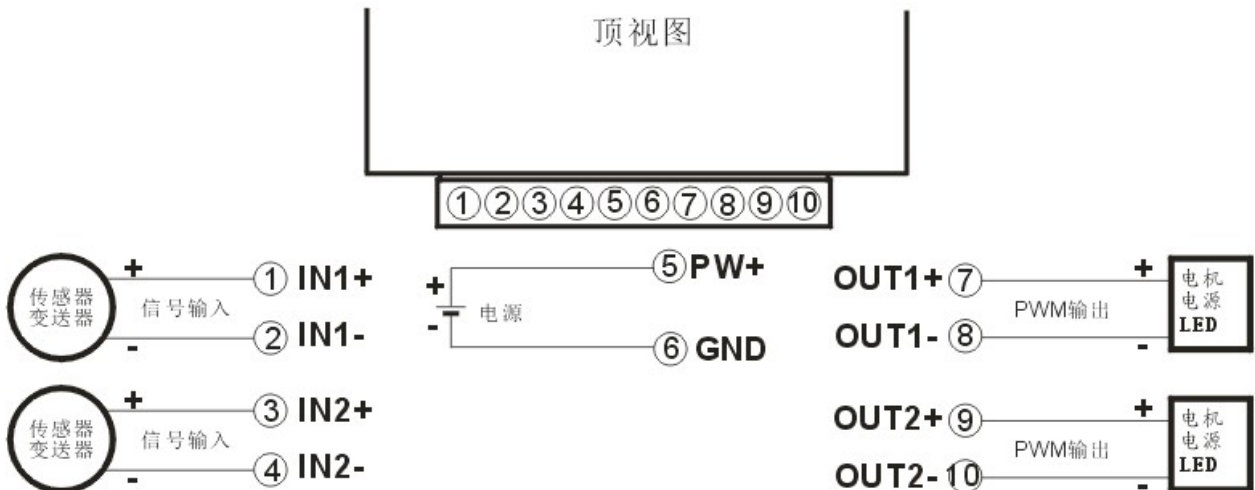 顶视图
①②③④⑤⑥⑦⑧⑨⑩
传感器
变送器
+
-
信号输入
① IN1+
② IN1-
+
-
电源
⑤PW+
⑥ GND
OUT1+⑦
OUT1-⑧
PWM输出
+
-
电机
电源
LED
传感器
变送器
+
-
信号输入
③ IN2+
④ IN2-
OUT2+⑨
OUT2-⑩
PWM输出
+
-
电机
电源
LED